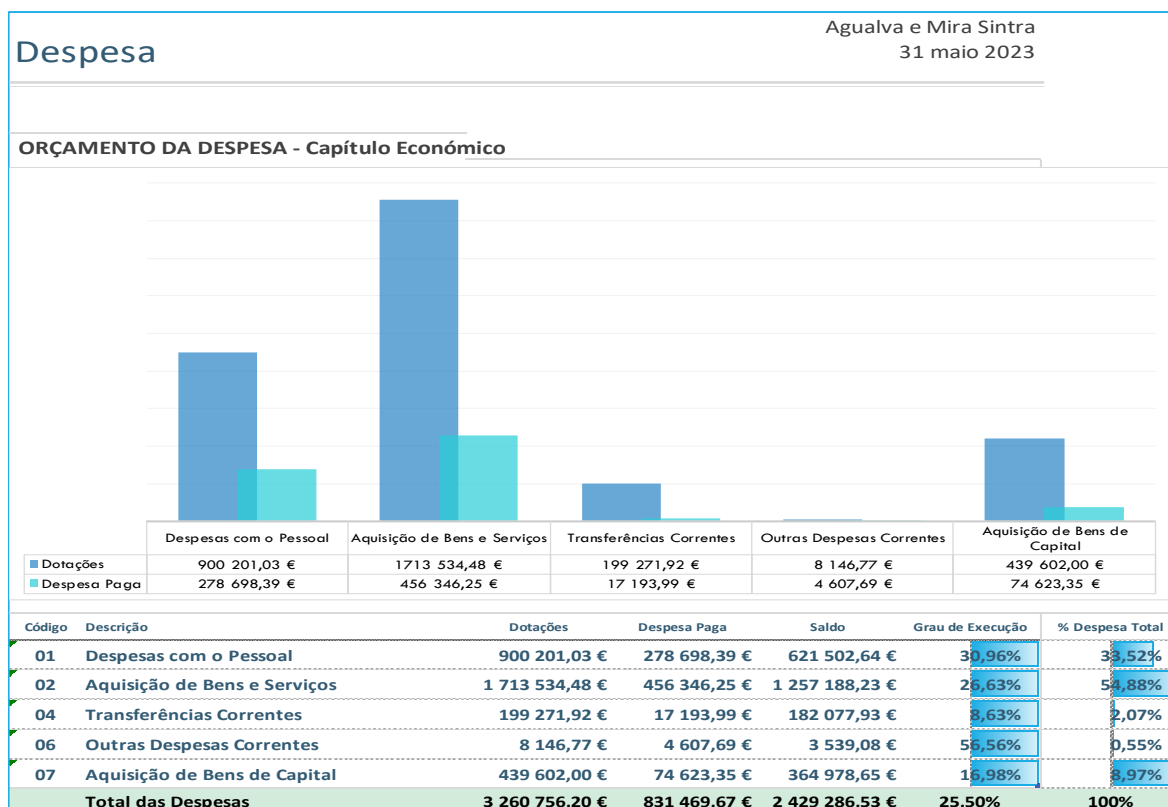 Agualva e Mira Sintra
Despesa
31 maio 2023
ORÇAMENTO DA DESPESA - Capítulo Económico
Despesas com o Pessoal Aquisição de Bens e Serviços Transferências Correntes Outras Despesas Correntes Aquisição de Bens de Capital
Dotações 900 201,03 € 1713 534,48 € 199 271,92 € 8 146,77 € 439 602,00 €
Despesa Paga 278 698,39 € 456 346,25 € 17 193,99 € 4 607,69 € 74 623,35 €
Código Descrição Dotações Despesa Paga Saldo Grau de Execução % Despesa Total
01 Despesas com o Pessoal 900 201,03 € 278 698,39 € 621 502,64 € 30,96% 33,52%
02 Aquisição de Bens e Serviços 1 713 534,48 € 456 346,25 € 1 257 188,23 € 26,63% 54,88%
04 Transferências Correntes 199 271,92 € 17 193,99 € 182 077,93 € 8,63% 2,07%
06 Outras Despesas Correntes 8 146,77 € 4 607,69 € 3 539,08 € 56,56% 0,55%
07 Aquisição de Bens de Capital 439 602,00 € 74 623,35 € 364 978,65 € 16,98% 8,97%
Total das Despesas 3 260 756,20 € 831 469,67 € 2 429 286,53 € 25,50% 100%